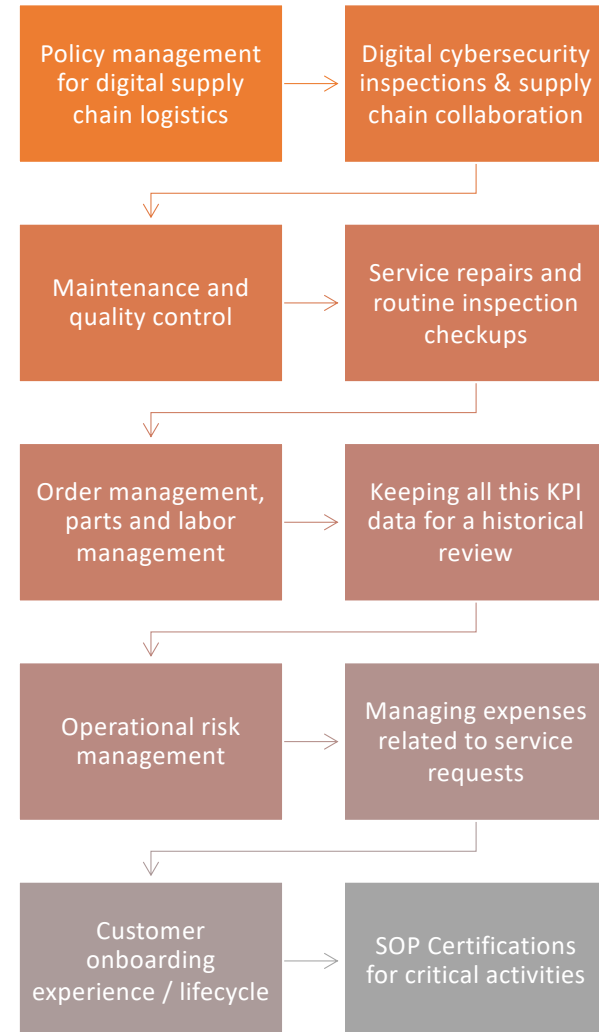 Policy management
for digital supply
chain logistics
Digital cybersecurity
inspections & supply
chain collaboration
Maintenance and
quality control
Service repairs and
routine inspection
checkups
Order management,
parts and labor
management
Keeping all this KPI
data for a historical
review
Operational risk
management
Managing expenses
related to service
requests
Customer
onboarding
experience / lifecycle
SOP Certifications
for critical activities